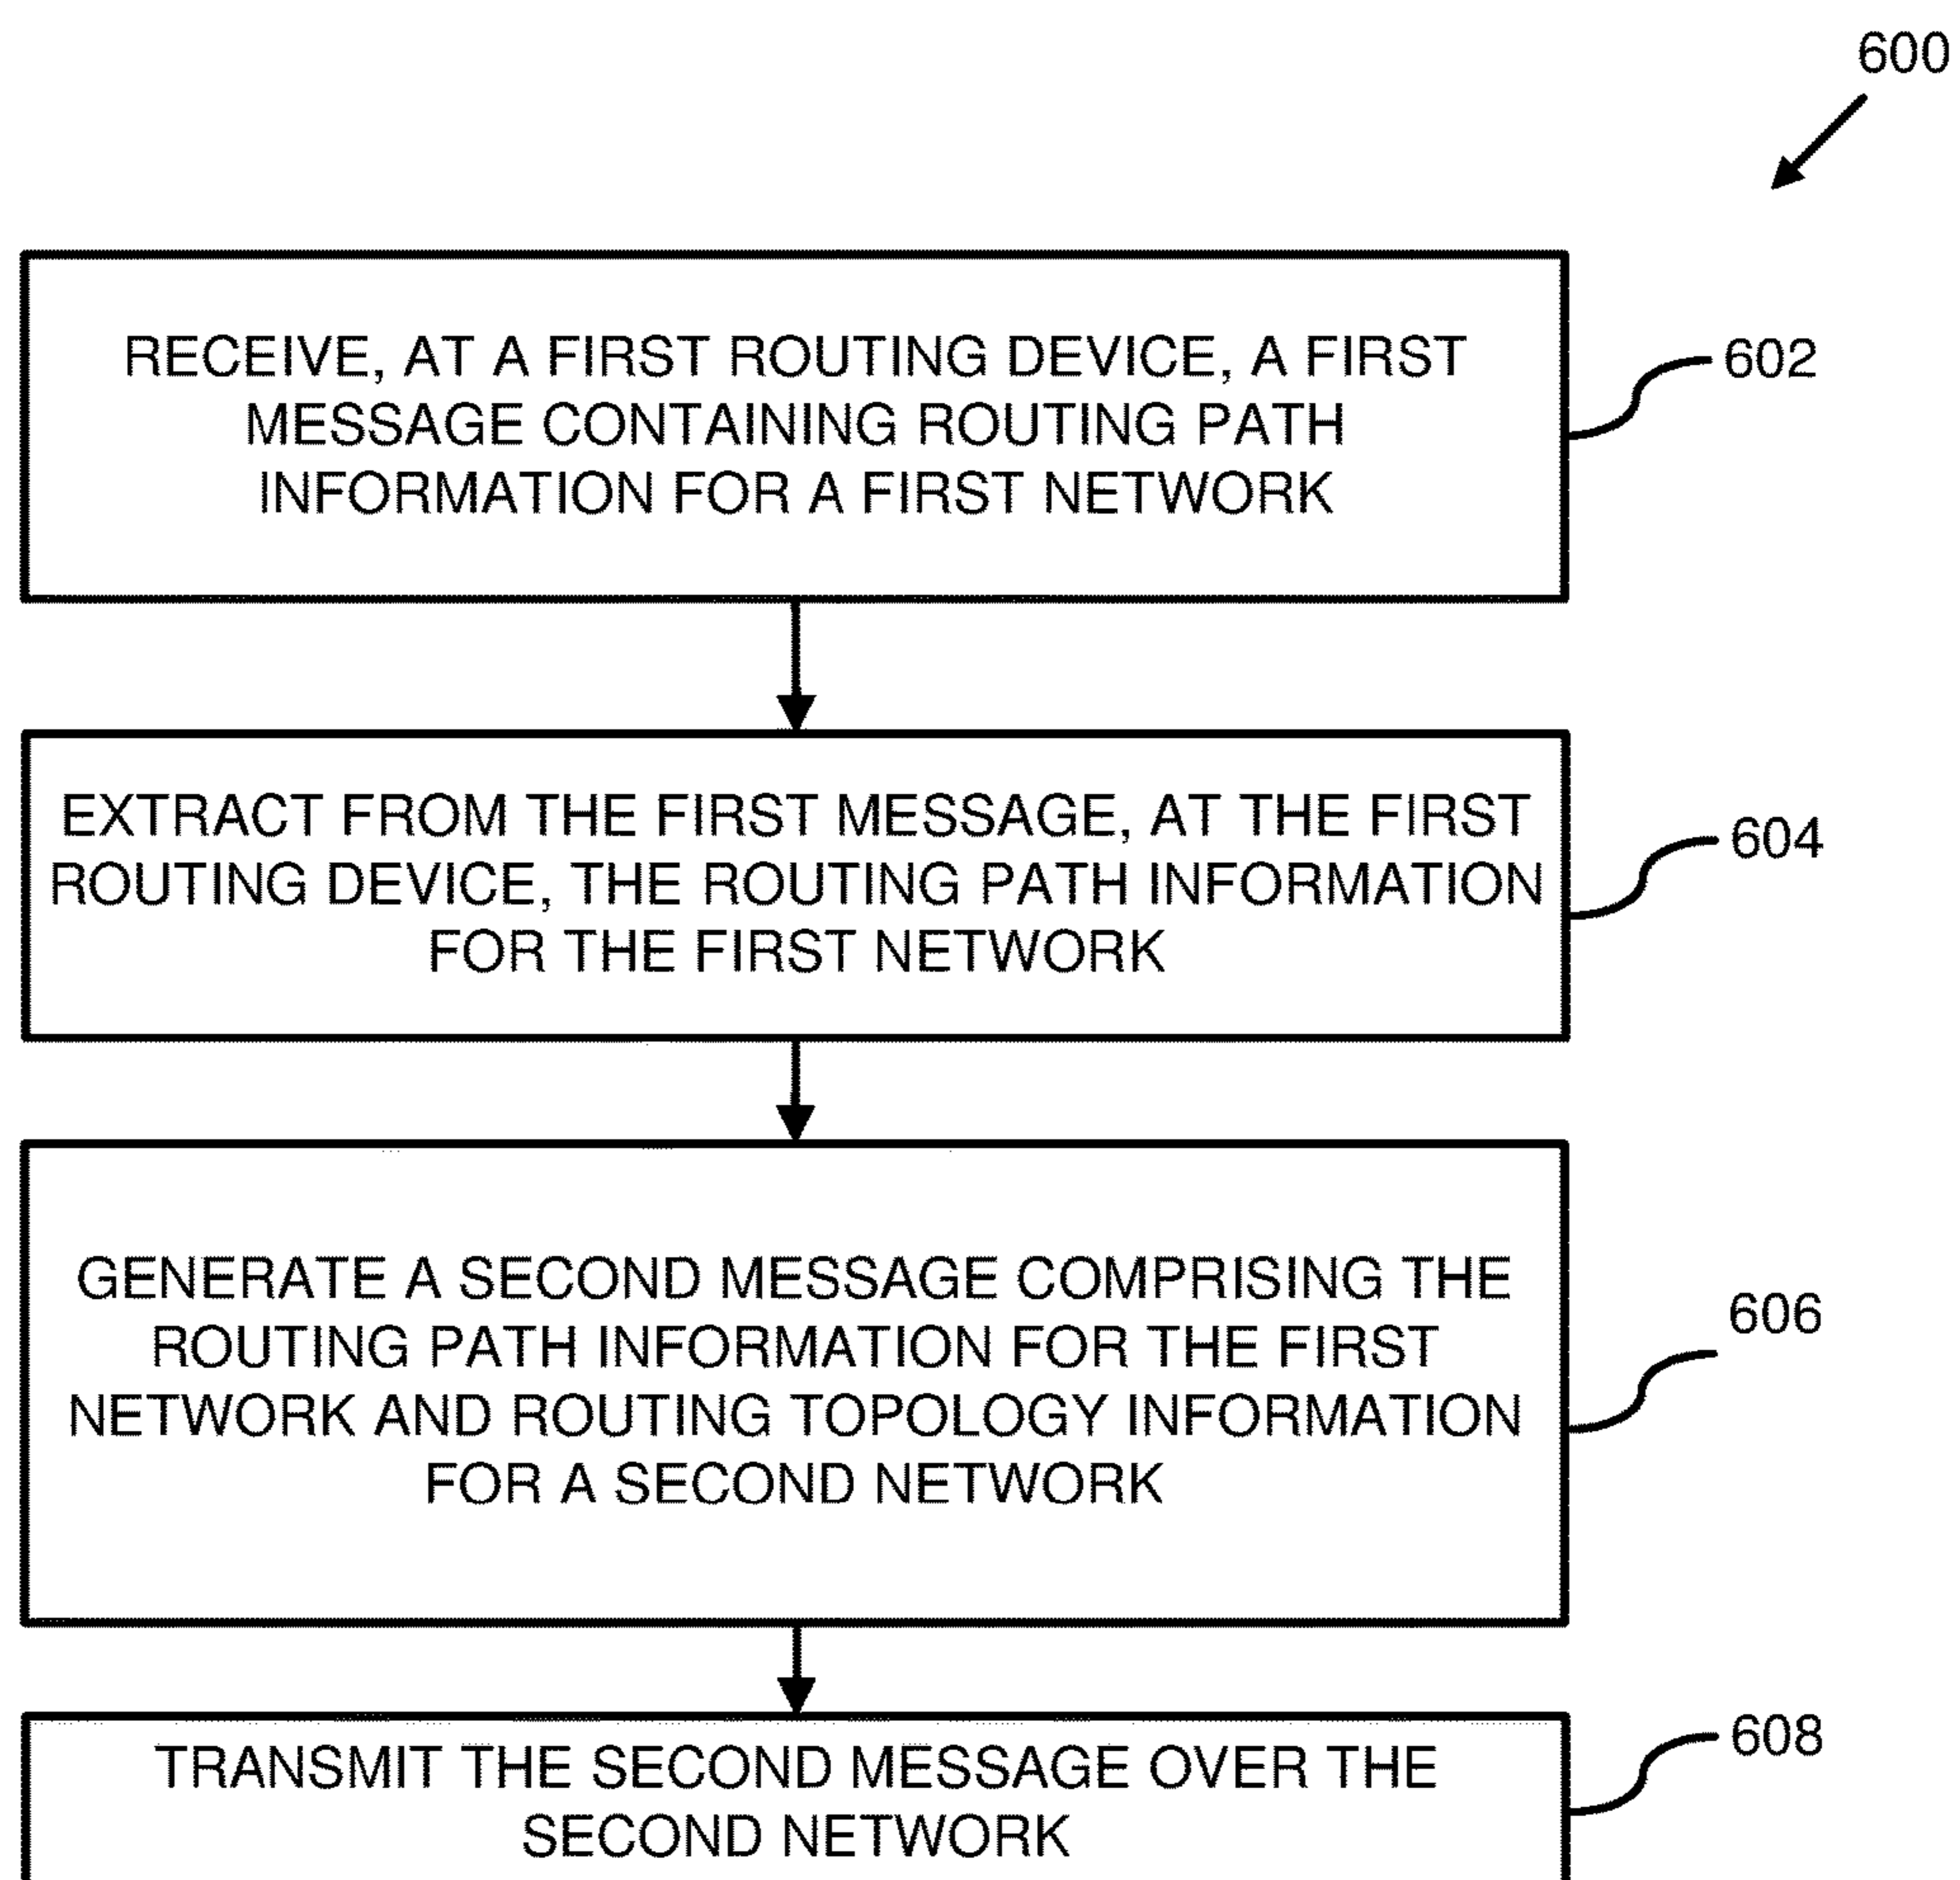 600
RECEIVE, AT A FIRST ROUTING DEVICE, A FIRST
MESSAGE CONTAINING ROUTING PATH
INFORMATION FOR A FIRST NETWORK
602
EXTRACT FROM THE FIRST MESSAGE, AT THE FIRST
ROUTING DEVICE, THE ROUTING PATH INFORMATION
FOR THE FIRST NETWORK
604
GENERATE A SECOND MESSAGE COMPRISING THE
ROUTING PATH INFORMATION FOR THE FIRST
NETWORK AND ROUTING TOPOLOGY INFORMATION
FOR A SECOND NETWORK
606
TRANSMIT THE SECOND MESSAGE OVER THE
SECOND NETWORK
608